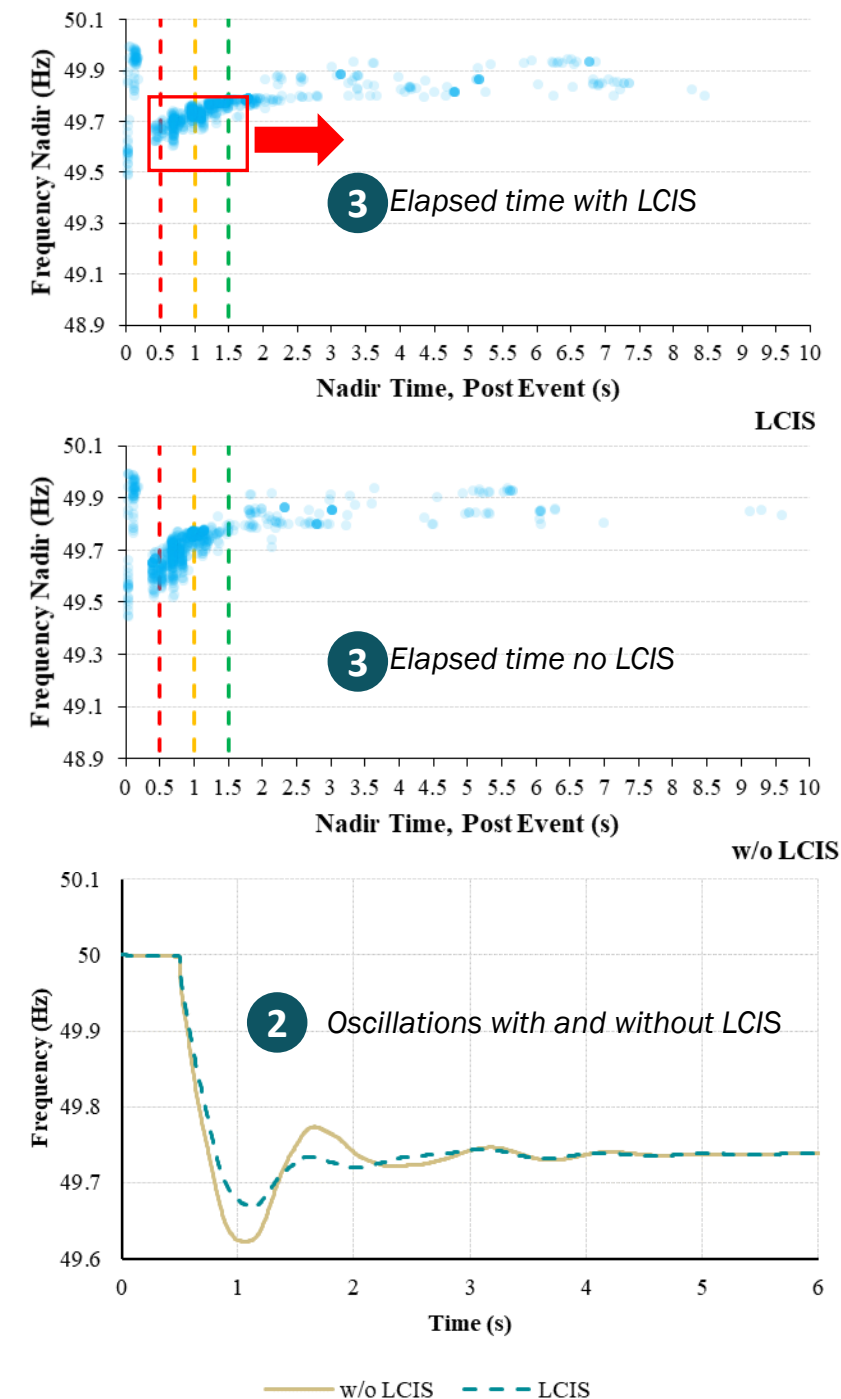 50.1
49.9
49.7
49.5
49.3
49.1
48.9
Frequency Nadir (Hz)
3 Elapsed time with LCIS
0 0.5 1 1.5 2 2.5 3 3.5 4 4.5 5 5.5 6 6.5 7 7.5 8 8.5 9 9.5 10
Nadir Time, Post Event (s)
LCIS
50.1
49.9
49.7
49.5
49.3
49.1
48.9
Frequency Nadir (Hz)
3 Elapsed time no LCIS
0 0.5 1 1.5 2 2.5 3 3.5 4 4.5 5 5.5 6 6.5 7 7.5 8 8.5 9 9.5 10
Nadir Time, Post Event (s)
w/o LCIS
50.1
50
49.9
49.8
49.7
49.6
Frequency (Hz)
2 Oscillations with and without LCIS
0 1 2 3 4 5 6
Time (s)
w/o LCIS LCIS